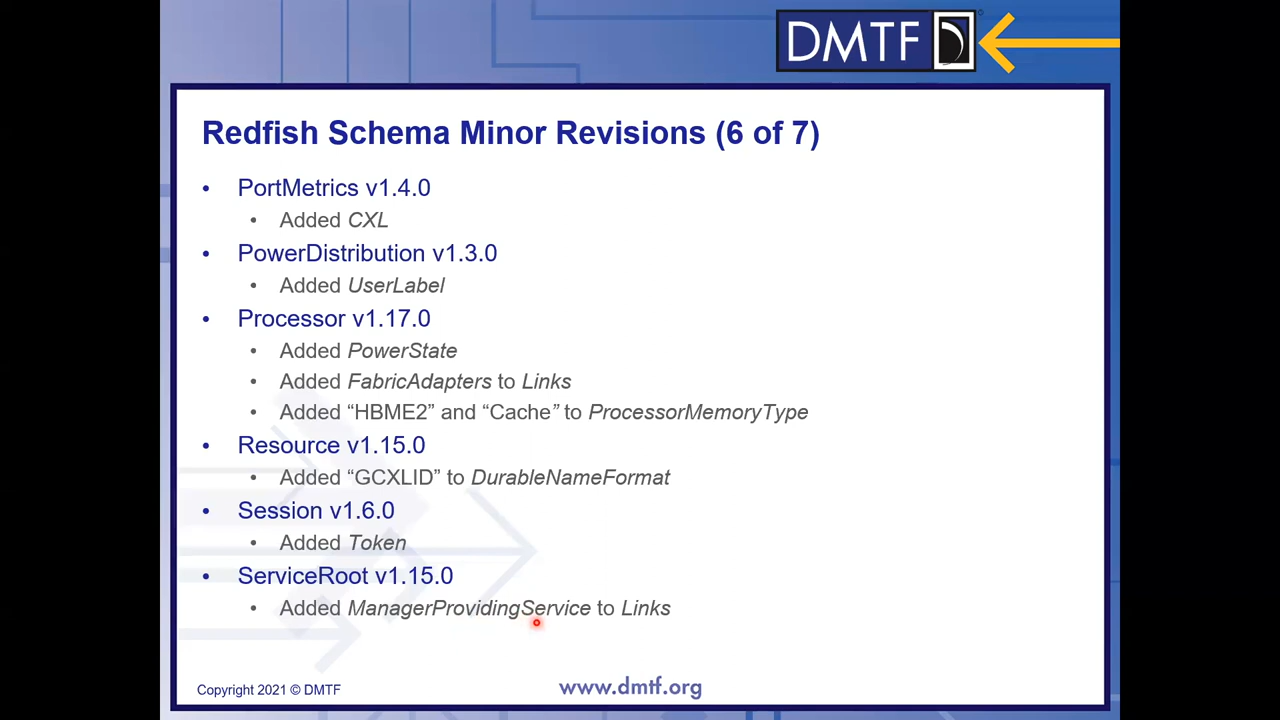 DMTF
Redfish Schema Minor Revisions (6 of 7)
• PortMetrics v1.4.0
• Added CXL
• PowerDistribution v1.3.0
• Added UserLabel
• Processor v1.17.0
• Added PowerState
• Added FabricAdapters to Links
• Added “HBME2” and “Cache” to ProcessorMemoryType
• Resource v1.15.0
• Added “GCXLID” to DurableNameFormat
• Session v1.6.0
• Added Token
• ServiceRoot v1.15.0
• Added ManagerProvidingService to Links
Copyright 2021 © DMTF
www.dmtf.org